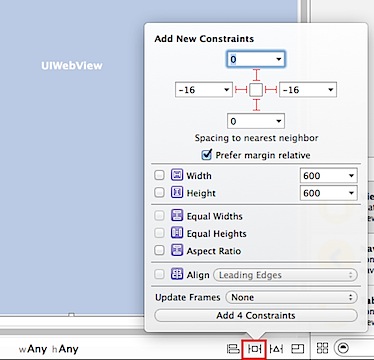 UIWebView
Add New Constraints
0
-16
-16
0
Spacing to nearest neighbor
Prefer margin relative
Width 600
Height 600
Equal Widths
Equal Heights
Aspect Ratio
Align Leading Edges
Update Frames None
Add 4 Constraints
wAny hAny